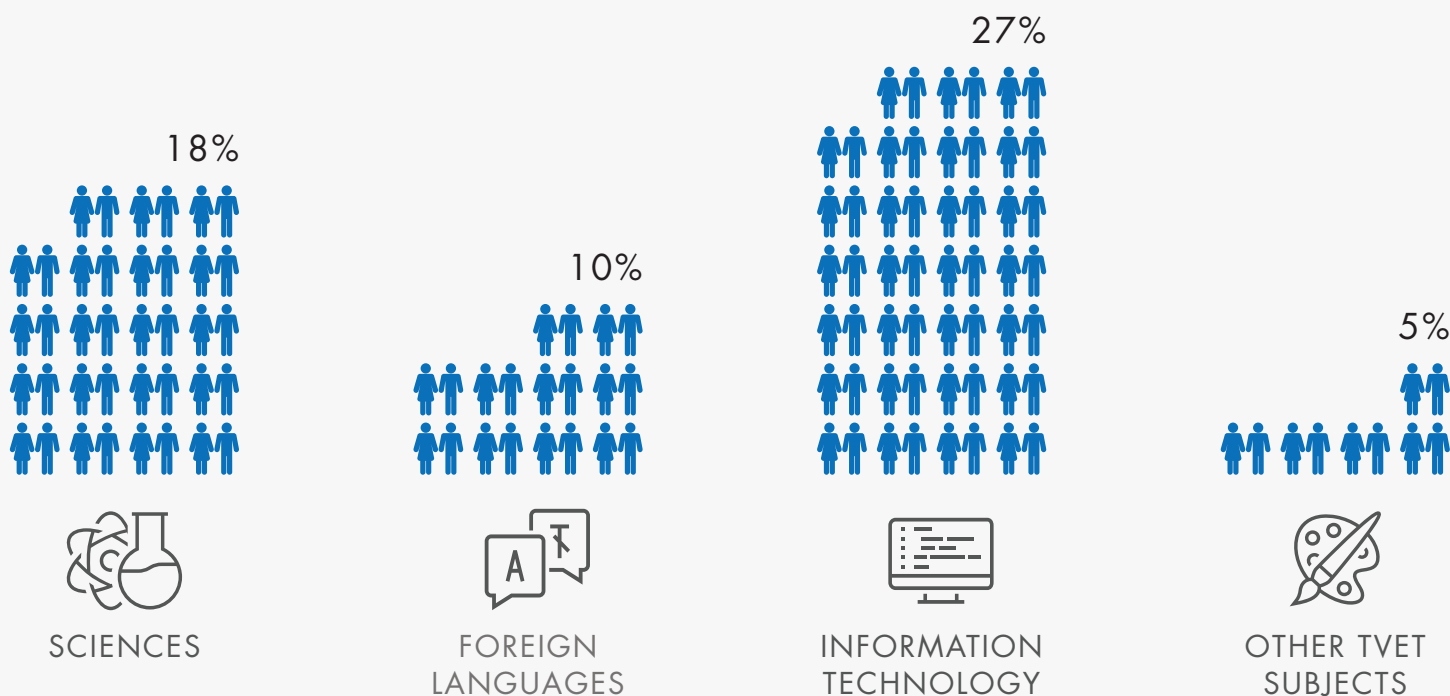 27%
18%
10%
5%
A
SCIENCES
FOREIGN
LANGUAGES
INFORMATION
TECHNOLOGY
OTHER TVET
SUBJECTS